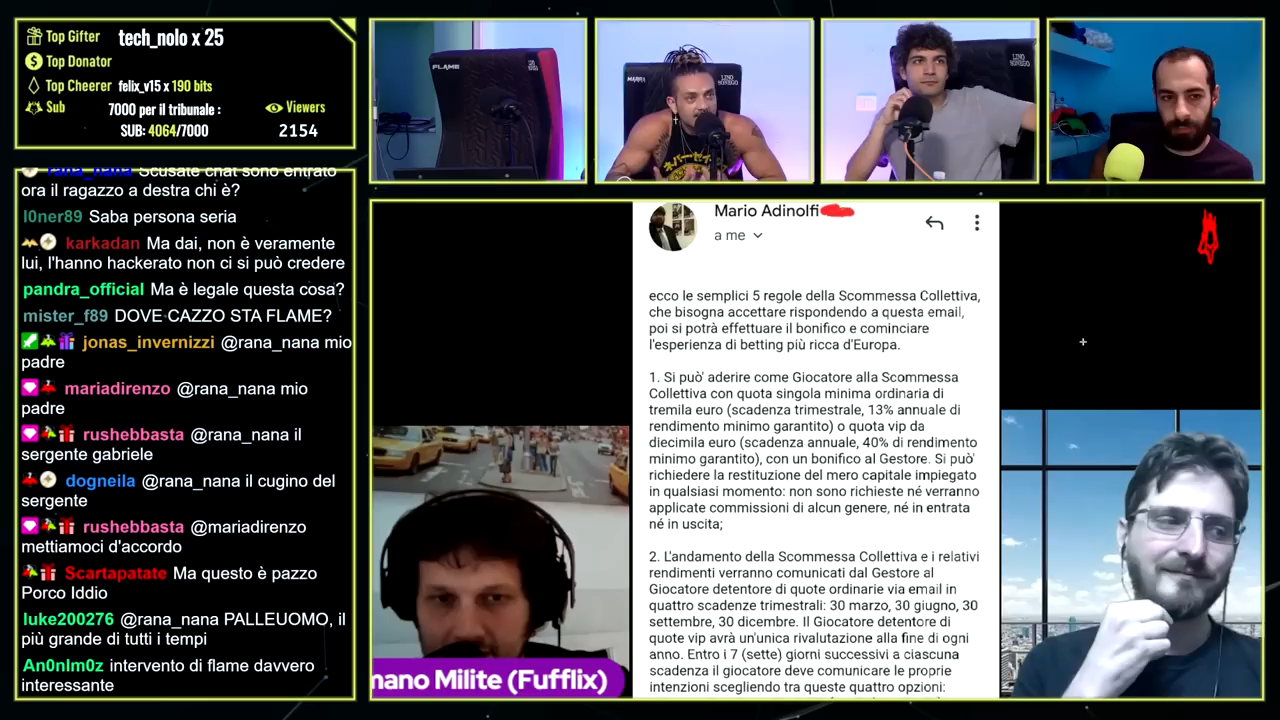 Top Gifter tech_nolo x 25
Top Donator
Top Cheerer felix_v15 x 190 bits
Sub 7000 per il tribunale :
SUB: 4064/7000
Viewers
2154
rana_nana Scusate chat sono entrato
ora il ragazzo a destra chi è?
l0ner89 Saba persona seria
karkadan Ma dai, non è veramente
lui, l'hanno hackerato non ci si può credere
pandra_official Ma è legale questa cosa?
mister_f89 DOVE CAZZO STA FLAME?
jonas_invernizzi @rana_nana mio
padre
mariadirenzo @rana_nana mio
padre
rushebbasta @rana_nana il
sergente gabriele
dogneila @rana_nana il cugino del
sergente
rushebbasta @mariadirenzo
mettiamoci d'accordo
Scartapatate Ma questo è pazzo
Porco Iddio
luke200276 @rana_nana PALLEUOMO, il
più grande di tutti i tempi
An0nlm0z intervento di flame davvero
interessante
FLAME
MARRA
LINO
SONEGO
LINO
SONEGO
Mario Adinolfi
a me
ecco le semplici 5 regole della Scommessa Collettiva,
che bisogna accettare rispondendo a questa email,
poi si potrà effettuare il bonifico e cominciare
l'esperienza di betting più ricca d'Europa.
1. Si può' aderire come Giocatore alla Scommessa
Collettiva con quota singola minima ordinaria di
tremila euro (scadenza trimestrale, 13% annuale di
rendimento minimo garantito) o quota vip da
diecimila euro (scadenza annuale, 40% di rendimento
minimo garantito), con un bonifico al Gestore. Si può'
richiedere la restituzione del mero capitale impiegato
in qualsiasi momento: non sono richieste né verranno
applicate commissioni di alcun genere, né in entrata
né in uscita;
2. L'andamento della Scommessa Collettiva e i relativi
rendimenti verranno comunicati dal Gestore al
Giocatore detentore di quote ordinarie via email in
quattro scadenze trimestrali: 30 marzo, 30 giugno, 30
settembre, 30 dicembre. Il Giocatore detentore di
quote vip avrà un'unica rivalutazione alla fine di ogni
anno. Entro i 7 (sette) giorni successivi a ciascuna
scadenza il giocatore deve comunicare le proprie
intenzioni scegliendo tra queste quattro opzioni:
mano Milite (Fufflix)